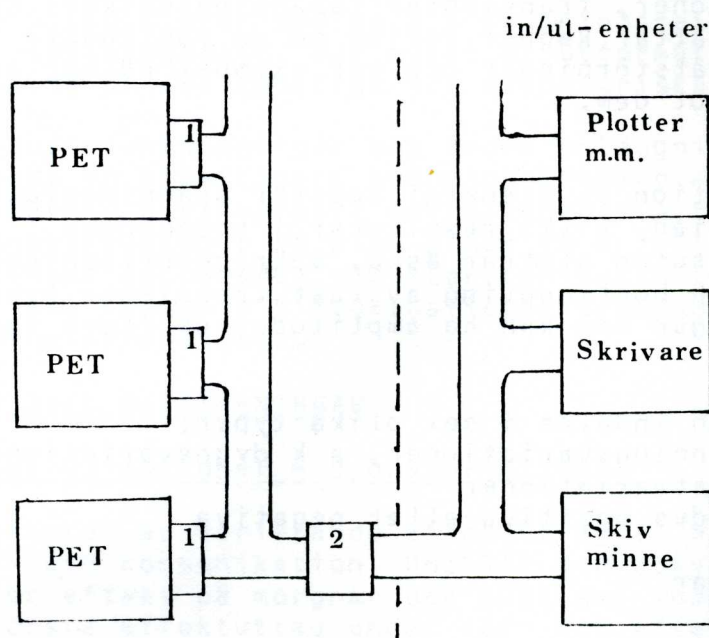 in/ut-enheter
PET
1
Plotter
m.m.
PET
1
Skrivare
PET
1
2
Skiv
minne